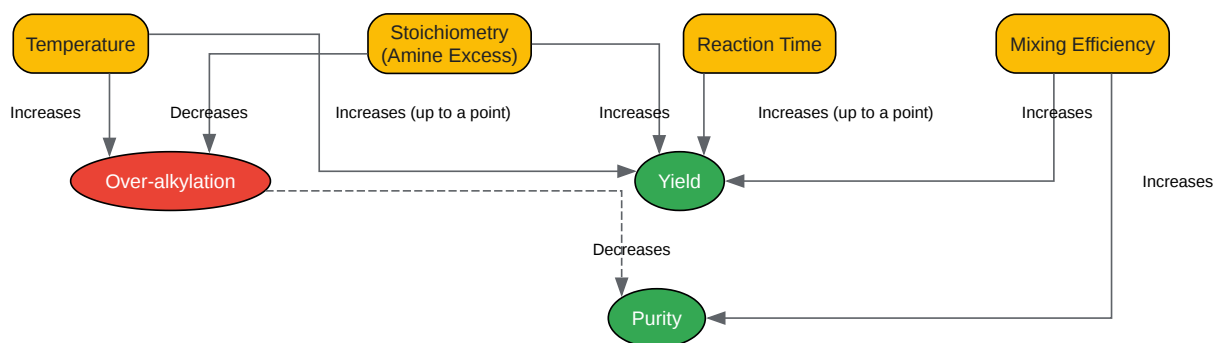 Temperature
Stoichiometry
(Amine Excess)
Reaction Time
Mixing Efficiency
Increases
Decreases
Increases (up to a point)
Increases
Increases (up to a point)
Increases
Over-alkylation
Yield
Increases
Decreases
Purity